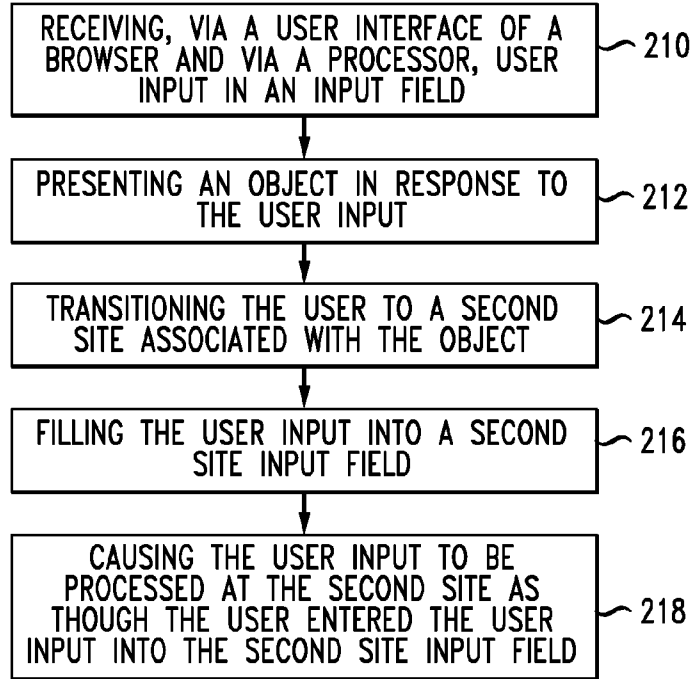 RECEIVING, VIA A USER INTERFACE OF A
BROWSER AND VIA A PROCESSOR, USER
INPUT IN AN INPUT FIELD
210
PRESENTING AN OBJECT IN RESPONSE TO
THE USER INPUT
212
TRANSITIONING THE USER TO A SECOND
SITE ASSOCIATED WITH THE OBJECT
214
FILLING THE USER INPUT INTO A SECOND
SITE INPUT FIELD
216
CAUSING THE USER INPUT TO BE
PROCESSED AT THE SECOND SITE AS
THOUGH THE USER ENTERED THE USER
INPUT INTO THE SECOND SITE INPUT FIELD
218